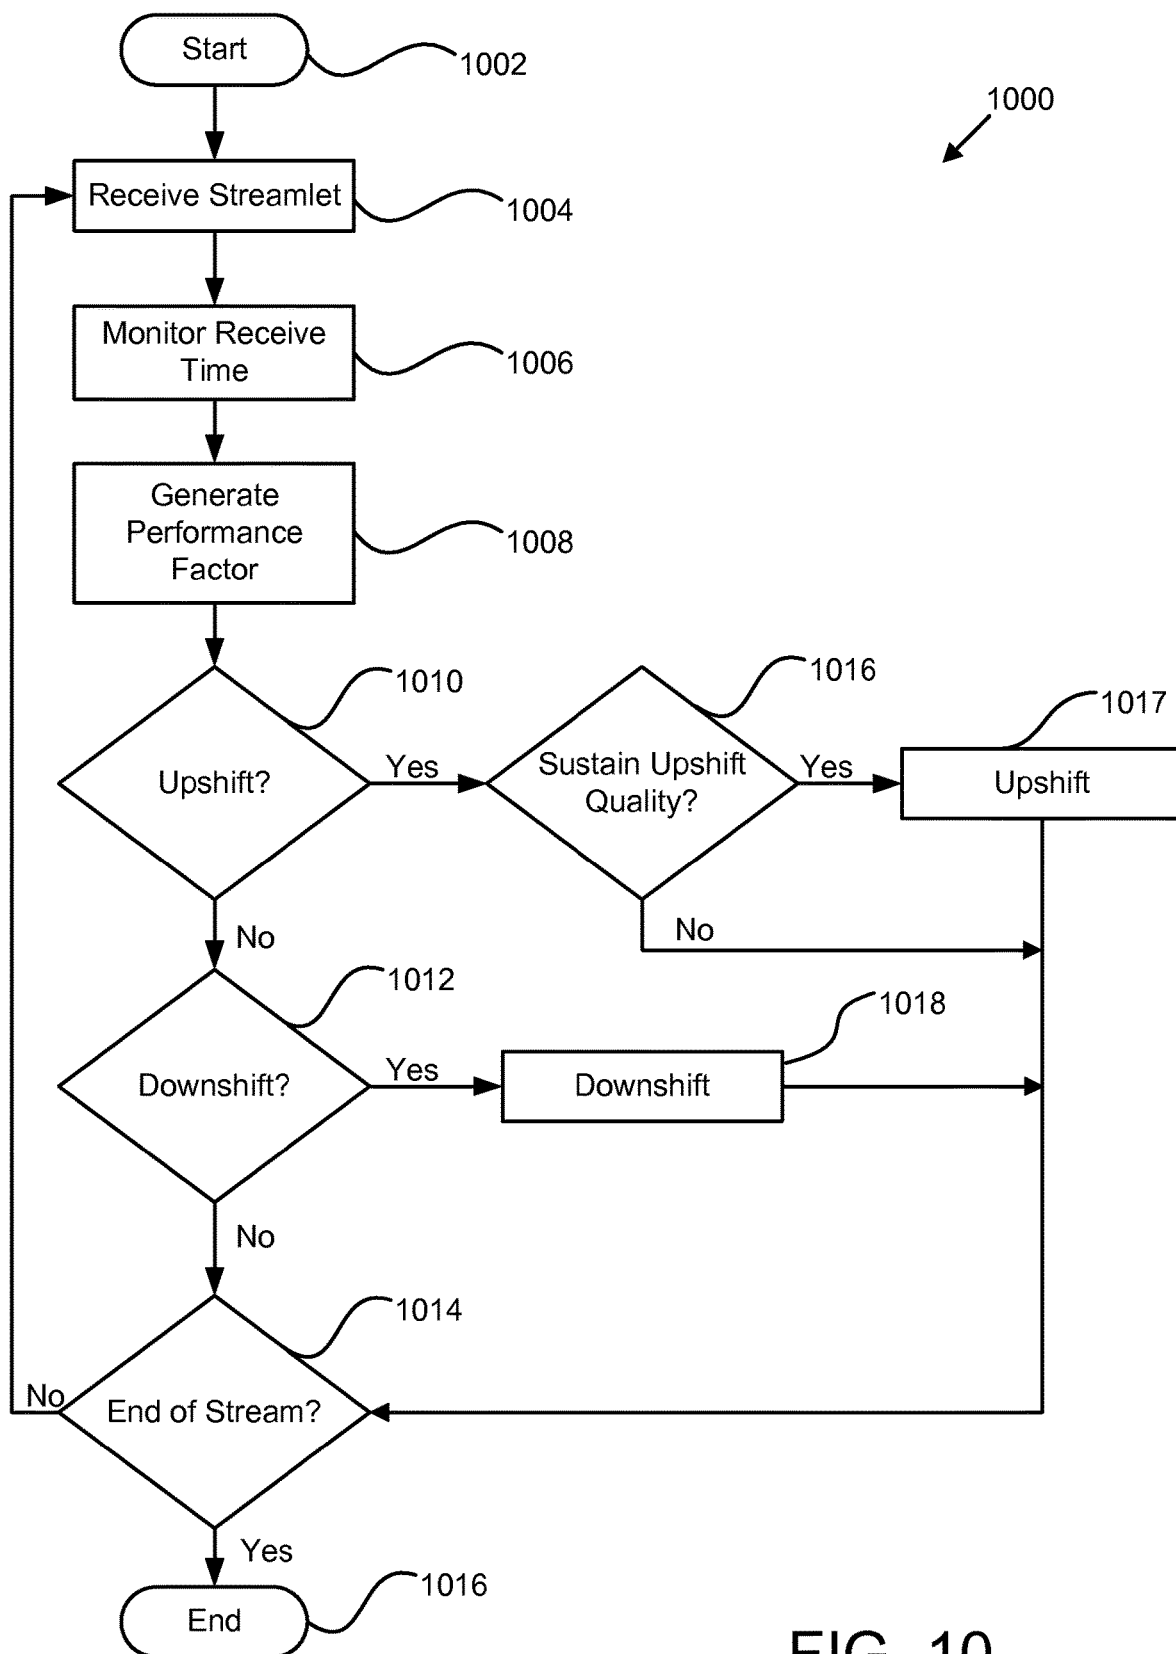 Start
1002
1000
Receive Streamlet
1004
Monitor Receive
Time
1006
Generate
Performance
Factor
1008
1010
1016
1017
Upshift?
Yes
Sustain Upshift
Quality?
Yes
Upshift
No
No
1012
1018
Downshift?
Yes
Downshift
No
1014
No
End of Stream?
Yes
1016
End
FIG. 10